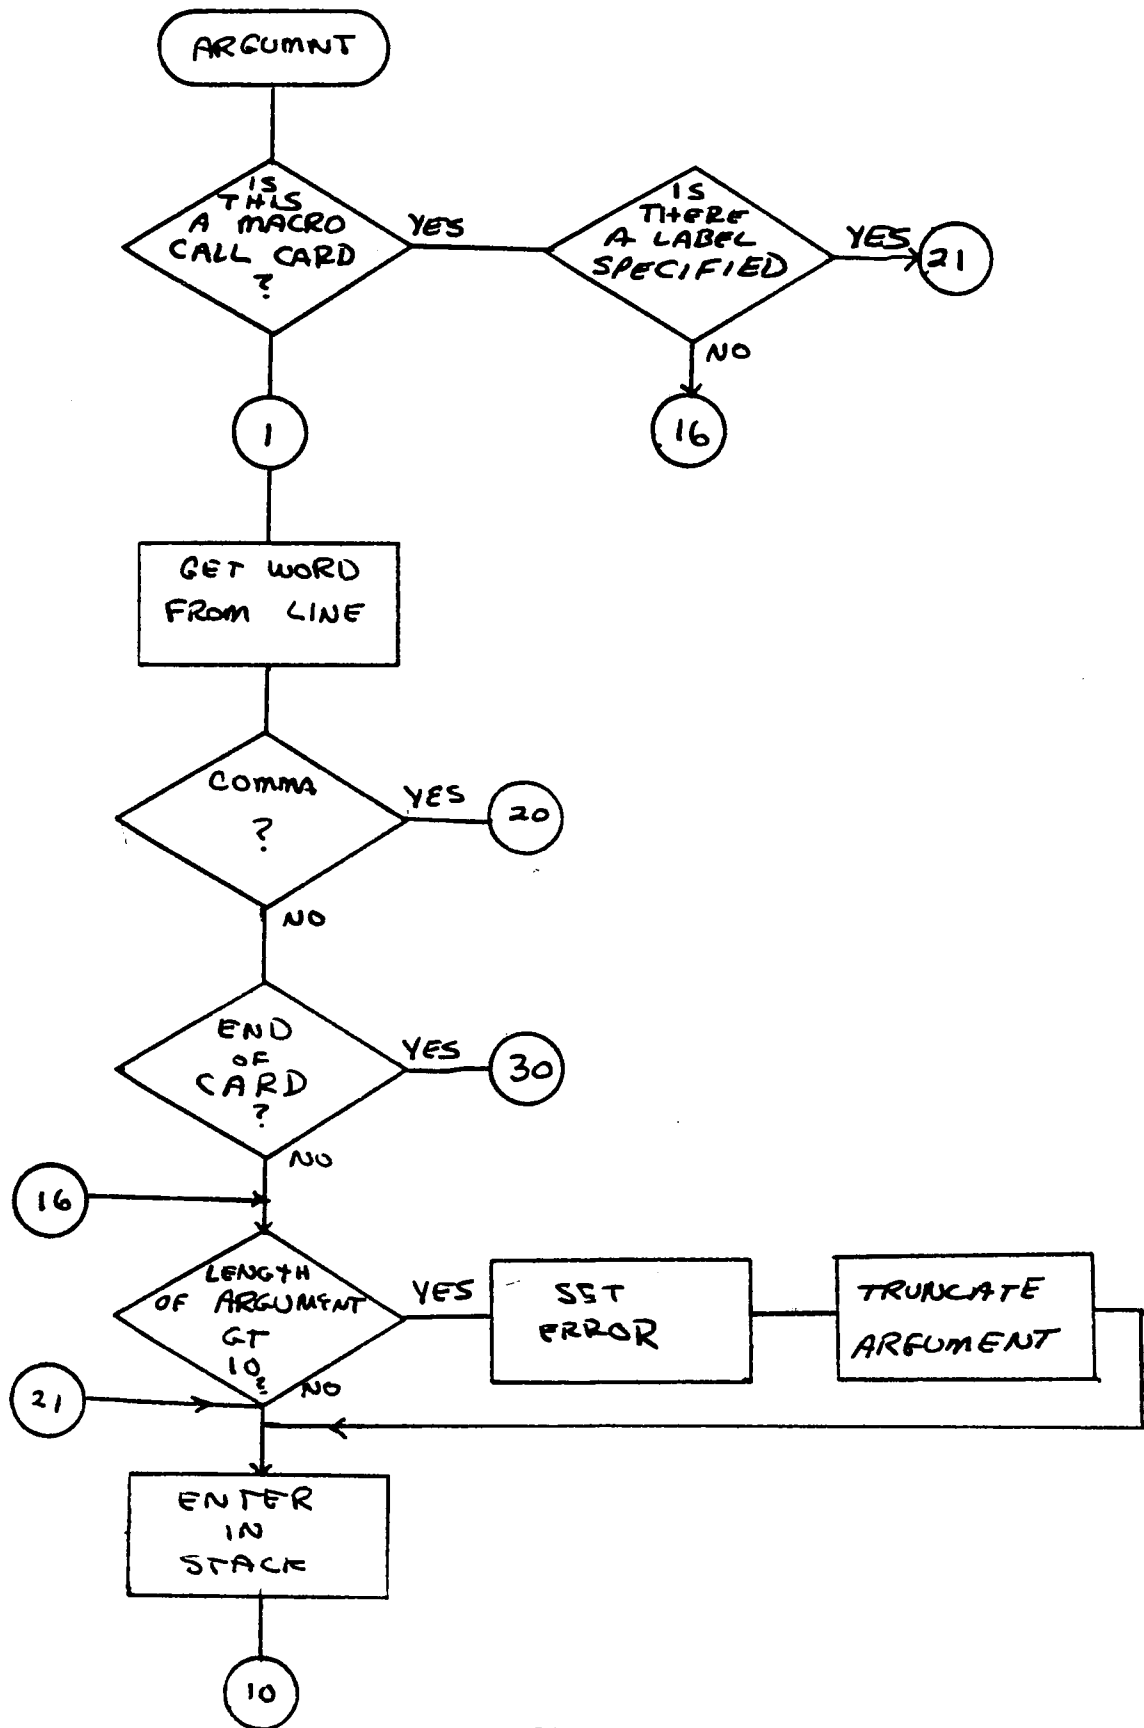 ARGUMNT
IS
THIS
A MACRO
CALL CARD
?
YES
IS
THERE
A LABEL
SPECIFIED
YES
21
NO
16
1
GET WORD
FROM LINE
COMMA
?
YES
20
NO
END
OF
CARD
?
YES
30
NO
16
LENGTH
OF ARGUMENT
GT
10
?
YES
SET
ERROR
TRUNCATE
ARGUMENT
NO
21
ENTER
IN
STACK
10